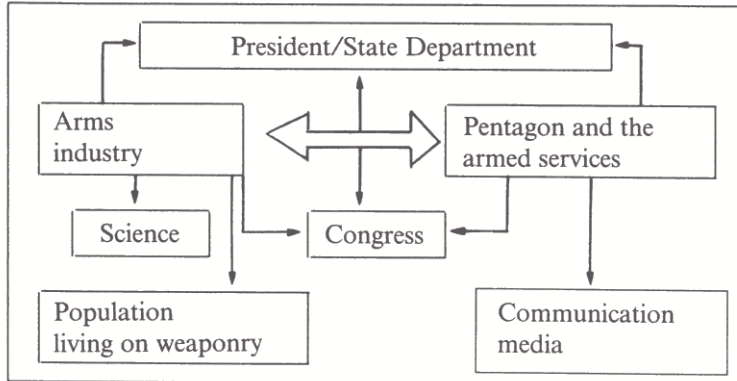 President/State Department
Arms
industry
Pentagon and the
armed services
Science
Congress
Population
living on weaponry
Communication
media